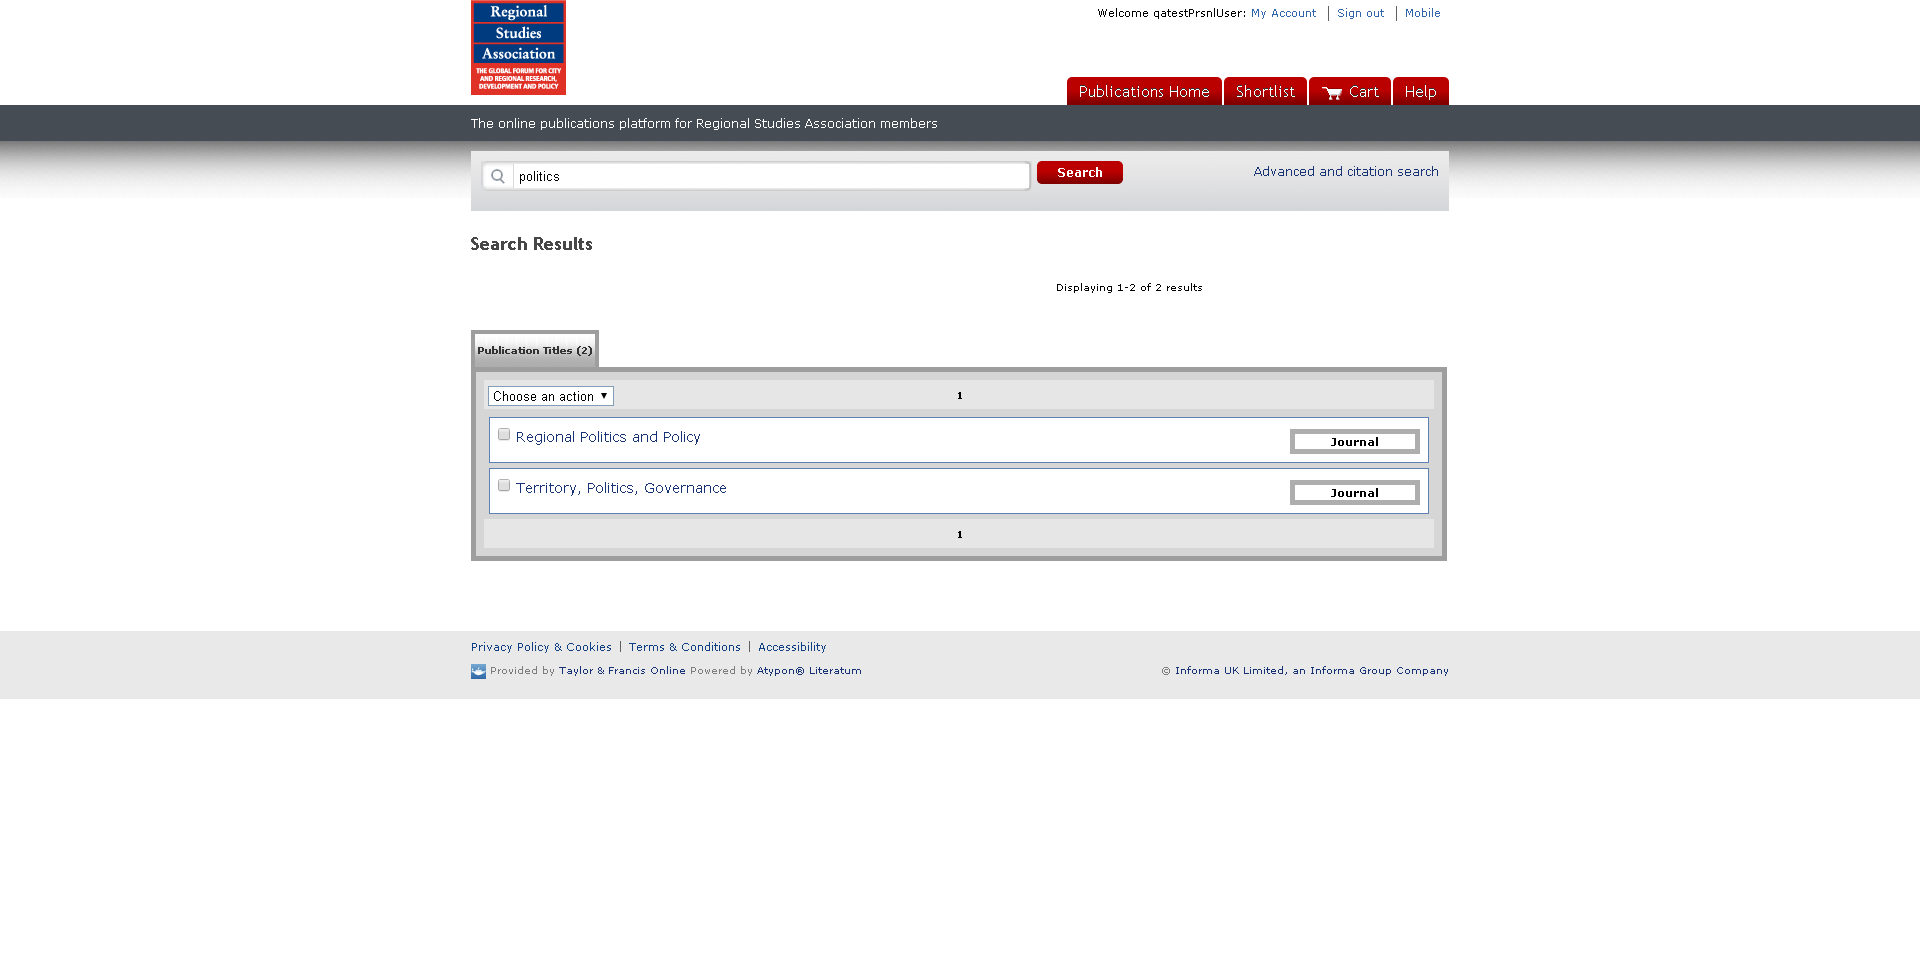 Regional
Studies
Association
THE GLOBAL FORUM FOR CITY
AND REGIONAL RESEARCH,
DEVELOPMENT AND POLICY
Welcome qatestPrsnlUser: My Account | Sign out | Mobile
Publications Home Shortlist Cart Help
The online publications platform for Regional Studies Association members
politics Search Advanced and citation search
Search Results
Displaying 1-2 of 2 results
Publication Titles (2)
Choose an action ▼ 1
Regional Politics and Policy Journal
Territory, Politics, Governance Journal
1
Privacy Policy & Cookies | Terms & Conditions | Accessibility
Provided by Taylor & Francis Online Powered by Atypon® Literatum © Informa UK Limited, an Informa Group Company